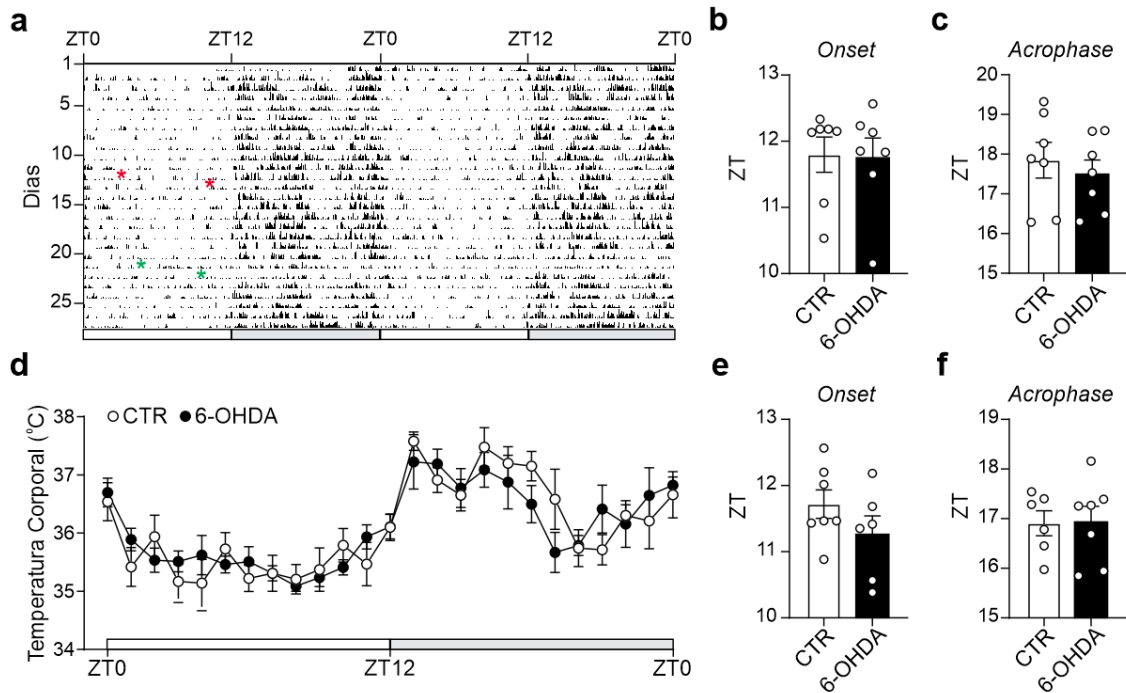 a
ZT0 ZT12 ZT0 ZT12 ZT0
Dias
1
5
10
15
20
25
*
*
*
*
b
Onset
ZT
13
12
11
10
CTR
6-OHDA
c
Acrophase
ZT
20
19
18
17
16
15
CTR
6-OHDA
d
CTR 6-OHDA
Temperatura Corporal (°C)
38
37
36
35
34
ZT0 ZT12 ZT0
e
Onset
ZT
13
12
11
10
CTR
6-OHDA
f
Acrophase
ZT
19
18
17
16
15
CTR
6-OHDA